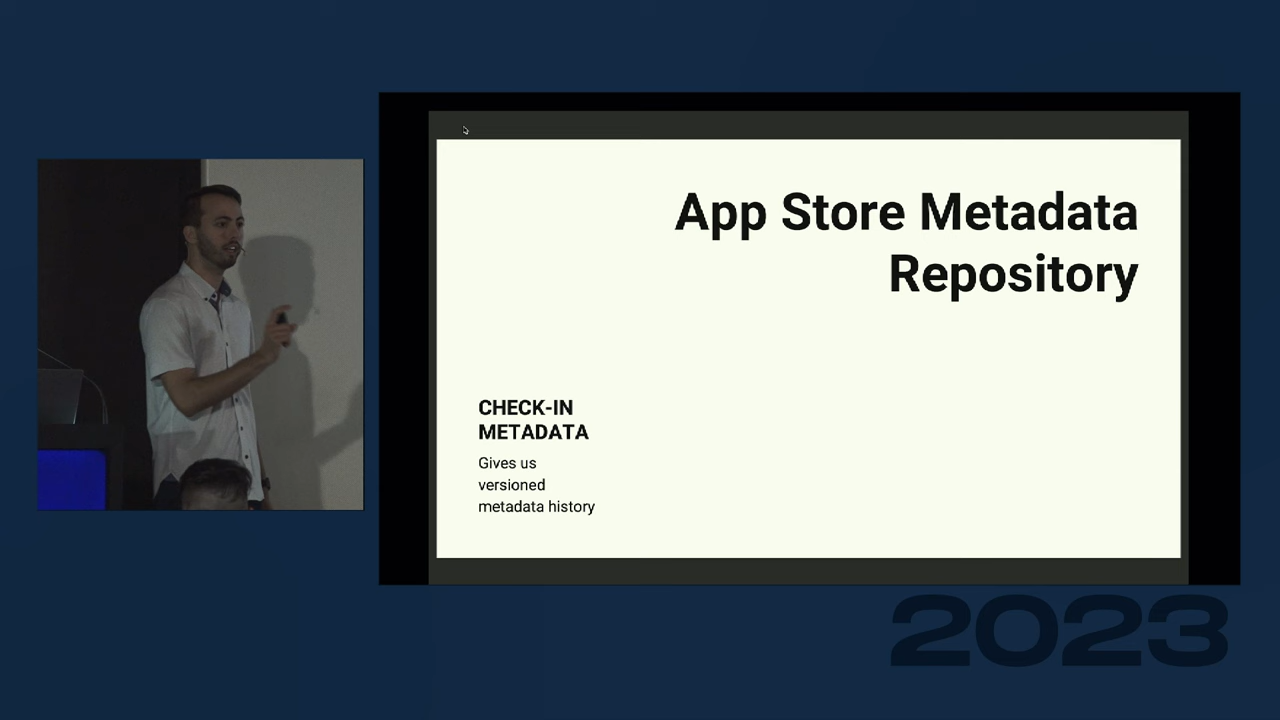 App Store Metadata
Repository
CHECK-IN
METADATA
Gives us
versioned
metadata history
2023